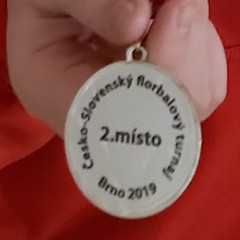 Česko-Slovenský florbalový turnaj
2.místo
Brno 2019